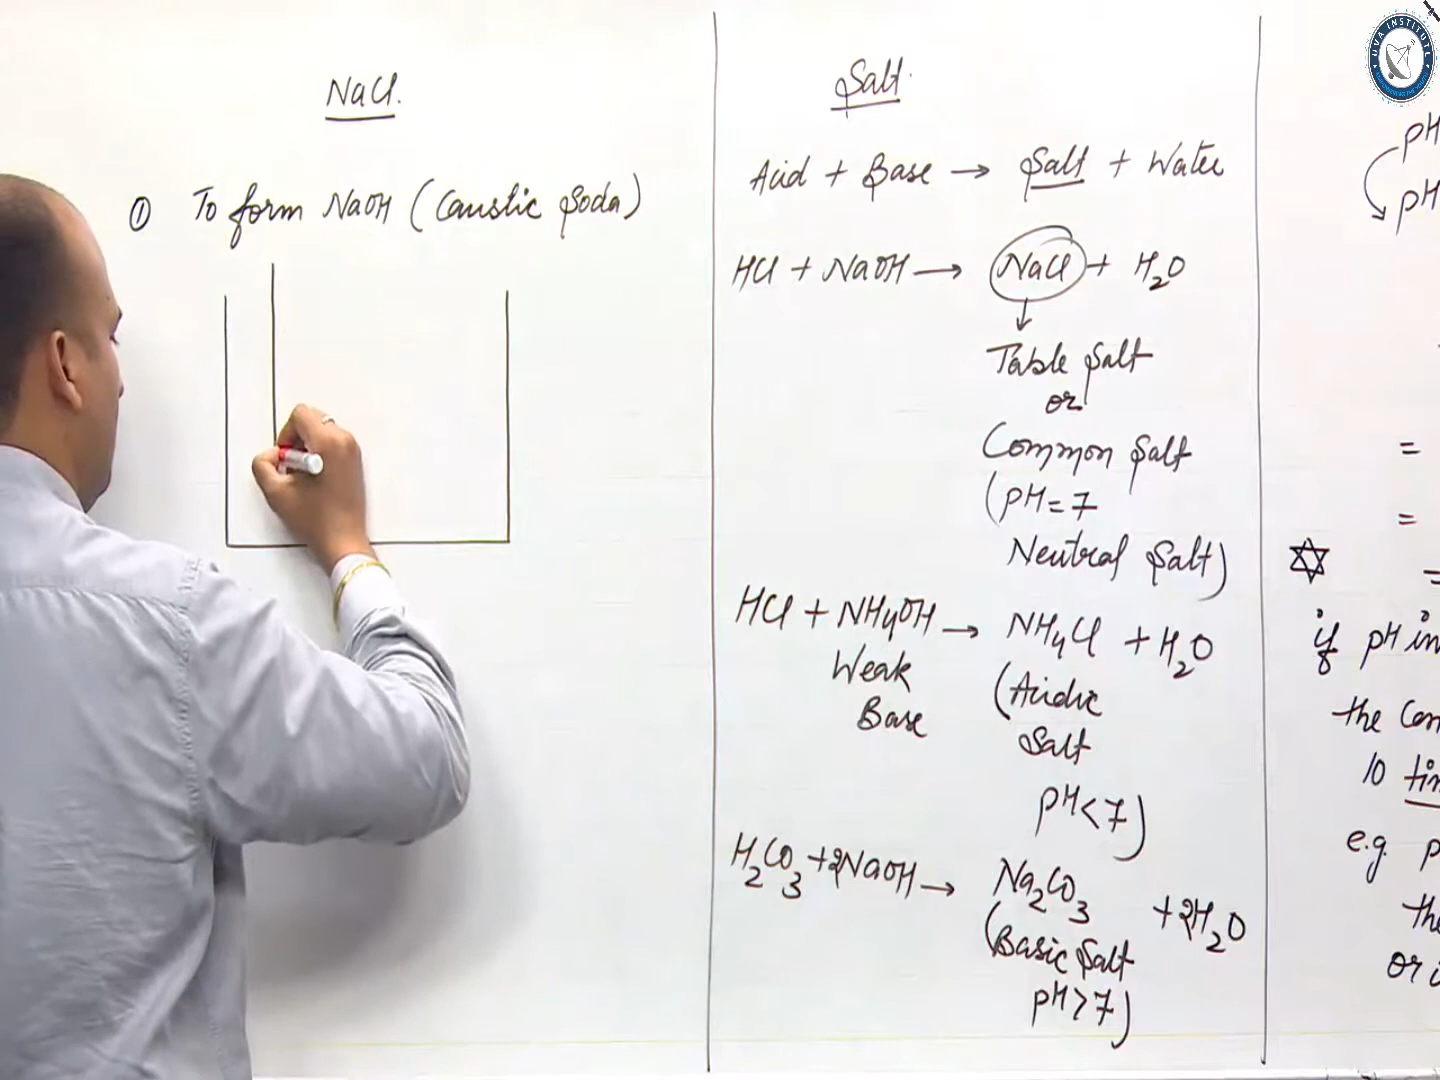 NaCl.
① To form NaOH (Caustic Soda)
Salt.
Acid + Base → Salt + Water
HCl + NaOH → NaCl + H₂O
↓
Table Salt
or
Common Salt
(pH = 7
Neutral Salt)
HCl + NH₄OH → NH₄Cl + H₂O
Weak
Base
(Acidic
Salt
pH < 7)
H₂CO₃ + 2NaOH → Na₂CO₃ + 2H₂O
(Basic Salt
pH > 7)
pH
pH
=
=
if pH in
the
10
e.g. p
the
or i
UVA INSTITUTE